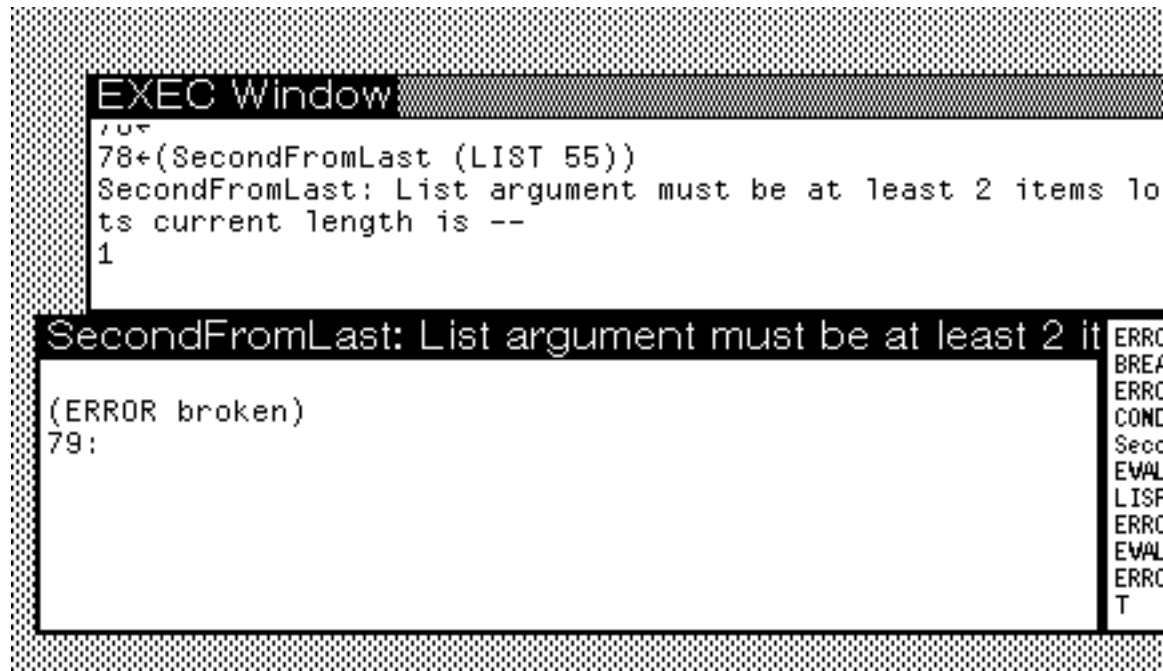 EXEC Window
78←(SecondFromLast (LIST 55))
SecondFromLast: List argument must be at least 2 items lo
ts current length is --
1
SecondFromLast: List argument must be at least 2 it
(ERROR broken)
79:
ERRO
BREA
ERRO
COND
Seco
EVAL
LISP
ERRO
EVAL
ERRO
T